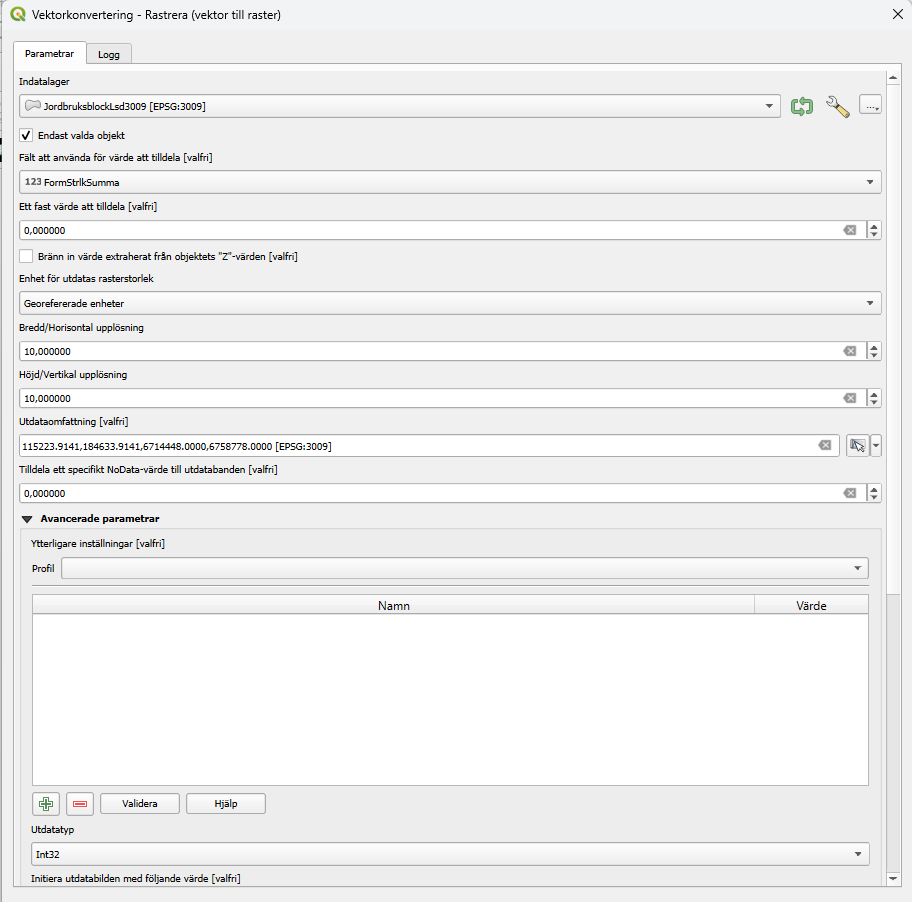 Vektorkonvertering - Rastrera (vektor till raster)
Parametrar
Logg
Indatalager
JordbruksblockLsd3009 [EPSG:3009]
...
Endast valda objekt
Fält att använda för värde att tilldela [valfri]
123 FormStrlkSumma
Ett fast värde att tilldela [valfri]
0,000000
Bränn in värde extraherat från objektets "Z"-värden [valfri]
Enhet för utdatas rasterstorlek
Georefererade enheter
Bredd/Horisontal upplösning
10,000000
Höjd/Vertikal upplösning
10,000000
Utdataomfattning [valfri]
115223.9141,184633.9141,6714448.0000,6758778.0000 [EPSG:3009]
Tilldela ett specifikt NoData-värde till utdatabanden [valfri]
0,000000
Avancerade parametrar
Ytterligare inställningar [valfri]
Profil
Namn
Värde
Validera
Hjälp
Utdatatyp
Int32
Initiera utdatabilden med följande värde [valfri]